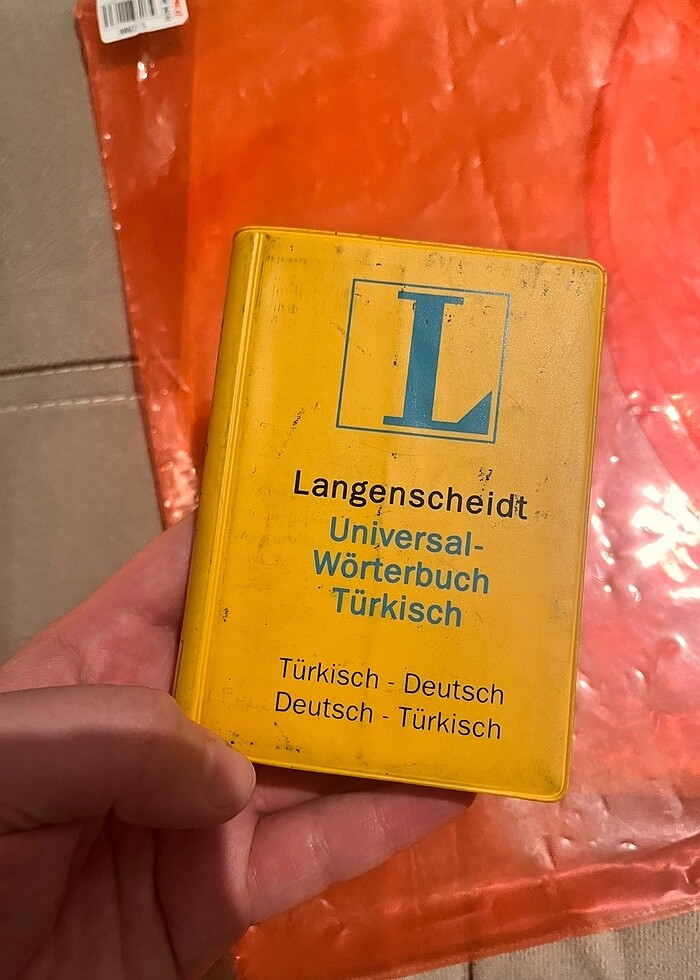 L
Langenscheidt
Universal-
Wörterbuch
Türkisch
Türkisch - Deutsch
Deutsch - Türkisch